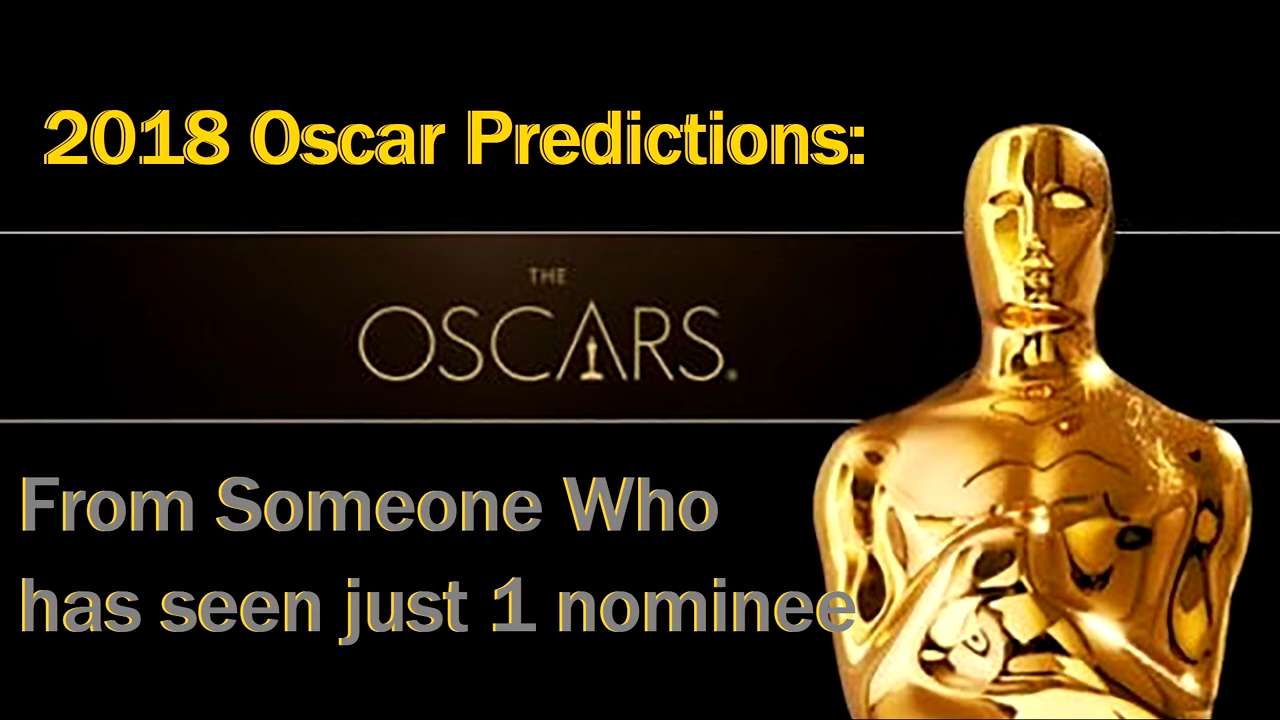 2018 Oscar Predictions:
THE
OSCARS
From Someone Who
has seen just 1 nominee